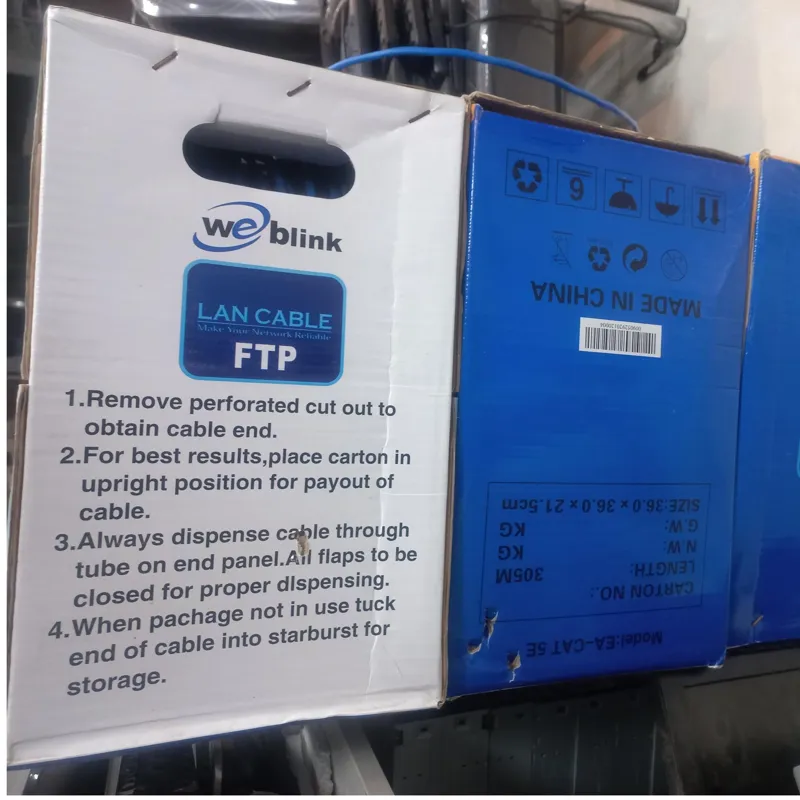 weblink
LAN CABLE
Make Your Network Reliable
FTP
1.Remove perforated cut out to
obtain cable end.
2.For best results,place carton in
upright position for payout of
cable.
3.Always dispense cable through
tube on end panel.All flaps to be
closed for proper dlspensing.
4.When pachage not in use tuck
end of cable into starburst for
storage.
Model:EA-CAT 5E
CARTON NO.:
LENGTH: 305M
N.W: KG
G.W: KG
SIZE:36.0 x 36.0 x 21.5cm
MADE IN CHINA
6